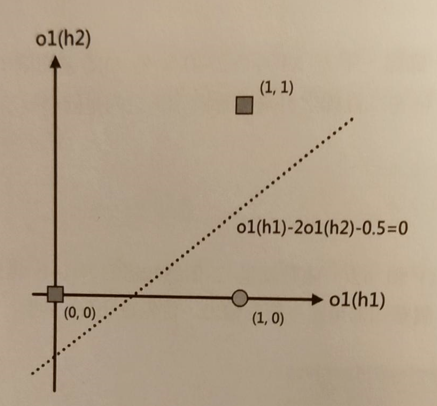 o1(h2)
(1, 1)
o1(h1)-2o1(h2)-0.5=0
o1(h1)
(0, 0)
(1, 0)